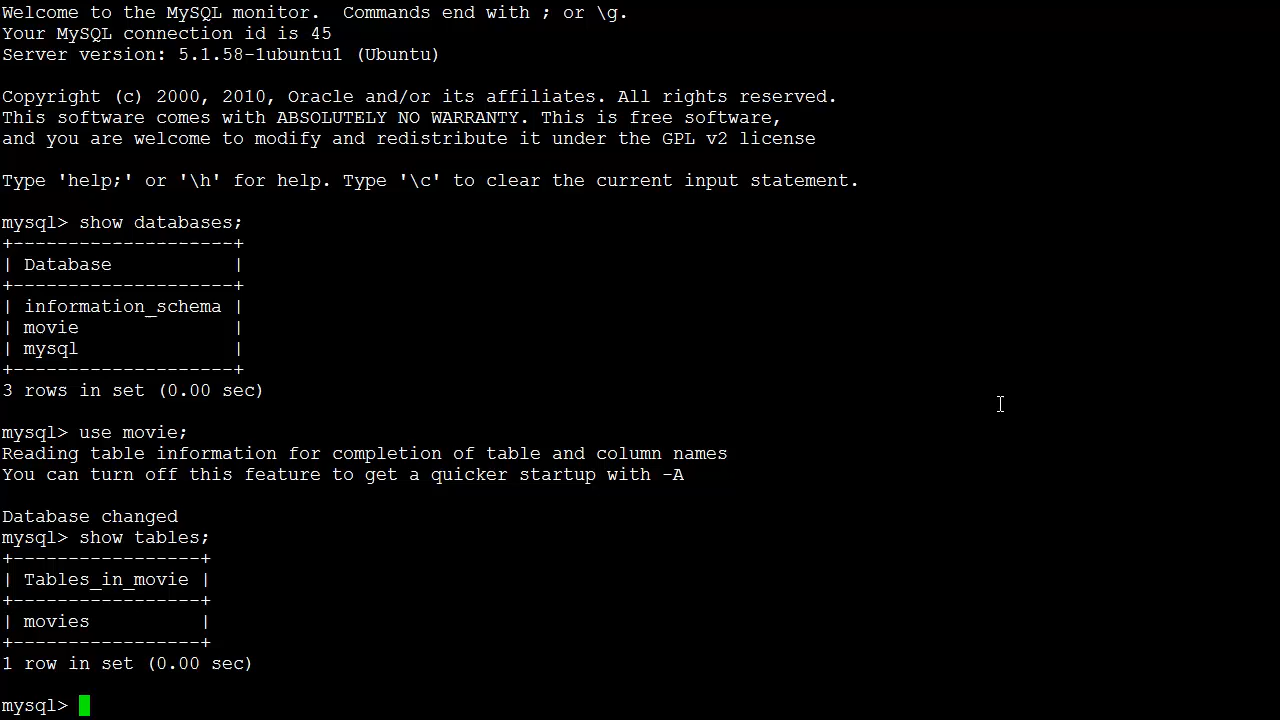 Welcome to the MySQL monitor.  Commands end with ; or \g.
Your MySQL connection id is 45
Server version: 5.1.58-1ubuntu1 (Ubuntu)
Copyright (c) 2000, 2010, Oracle and/or its affiliates. All rights reserved.
This software comes with ABSOLUTELY NO WARRANTY. This is free software,
and you are welcome to modify and redistribute it under the GPL v2 license
Type 'help;' or '\h' for help. Type '\c' to clear the current input statement.
mysql> show databases;
+--------------------+
| Database           |
+--------------------+
| information_schema |
| movie              |
| mysql              |
+--------------------+
3 rows in set (0.00 sec)
mysql> use movie;
Reading table information for completion of table and column names
You can turn off this feature to get a quicker startup with -A
Database changed
mysql> show tables;
+-----------------+
| Tables_in_movie |
+-----------------+
| movies          |
+-----------------+
1 row in set (0.00 sec)
mysql>